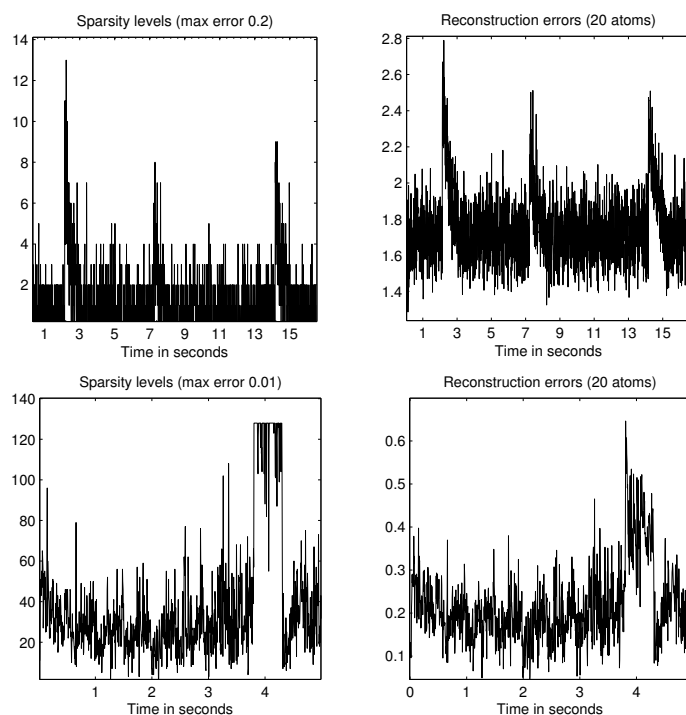 Sparsity levels (max error 0.2)
14
12
10
8
6
4
2
1 3 5 7 9 11 13 15
Time in seconds
Reconstruction errors (20 atoms)
2.8
2.6
2.4
2.2
2
1.8
1.6
1.4
1 3 5 7 9 11 13 15
Time in seconds
Sparsity levels (max error 0.01)
140
120
100
80
60
40
20
1 2 3 4
Time in seconds
Reconstruction errors (20 atoms)
0.6
0.5
0.4
0.3
0.2
0.1
0 1 2 3 4
Time in seconds